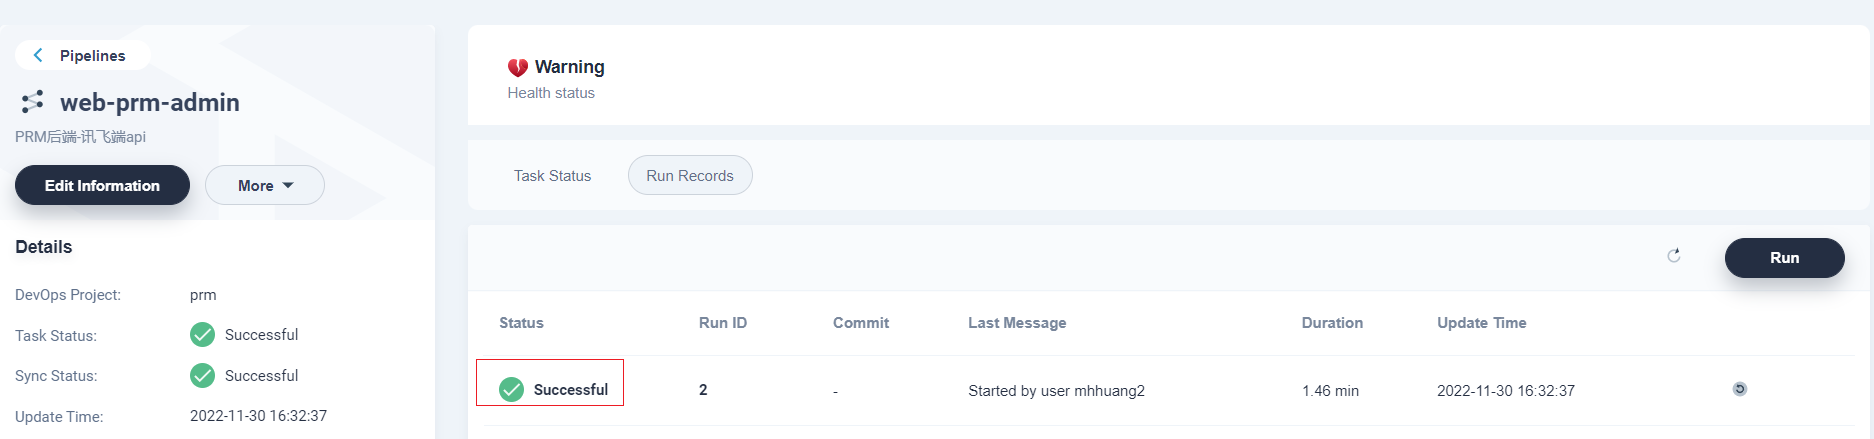 Pipelines
web-prm-admin
PRM后端-讯飞端api
Edit Information
More
Details
DevOps Project: prm
Task Status: Successful
Sync Status: Successful
Update Time: 2022-11-30 16:32:37
Warning
Health status
Task Status Run Records
Run
Status Run ID Commit Last Message Duration Update Time
Successful 2 - Started by user mhhuang2 1.46 min 2022-11-30 16:32:37